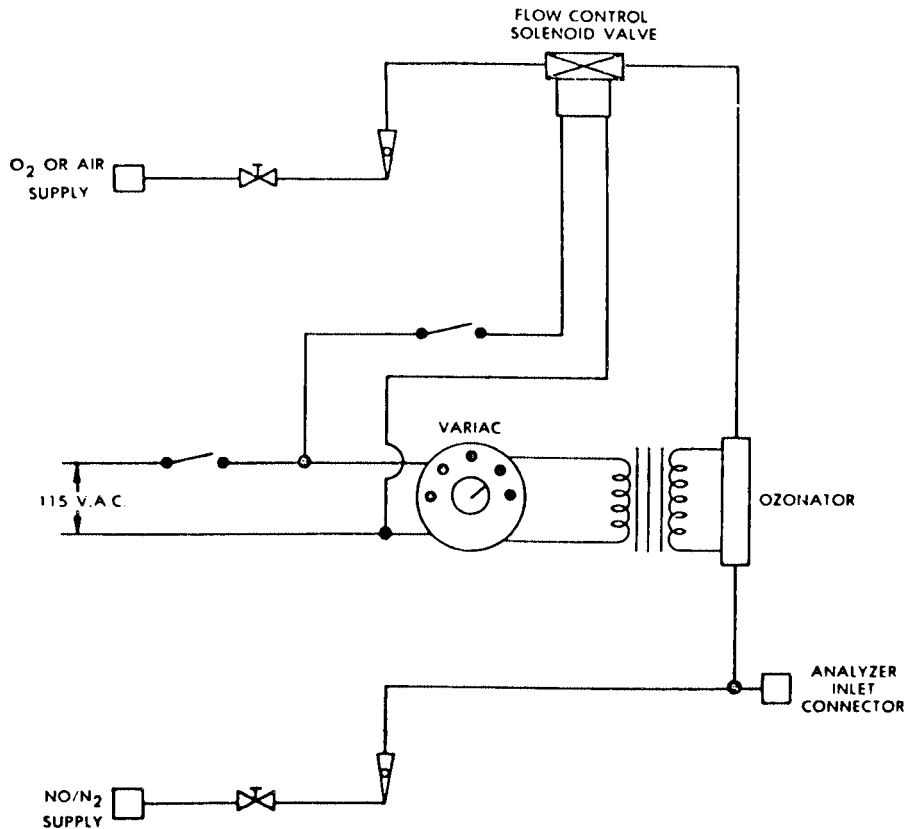 FLOW CONTROL
SOLENOID VALVE
O₂ OR AIR
SUPPLY
VARIAC
115 V.A.C.
OZONATOR
ANALYZER
INLET
CONNECTOR
NO/N₂
SUPPLY